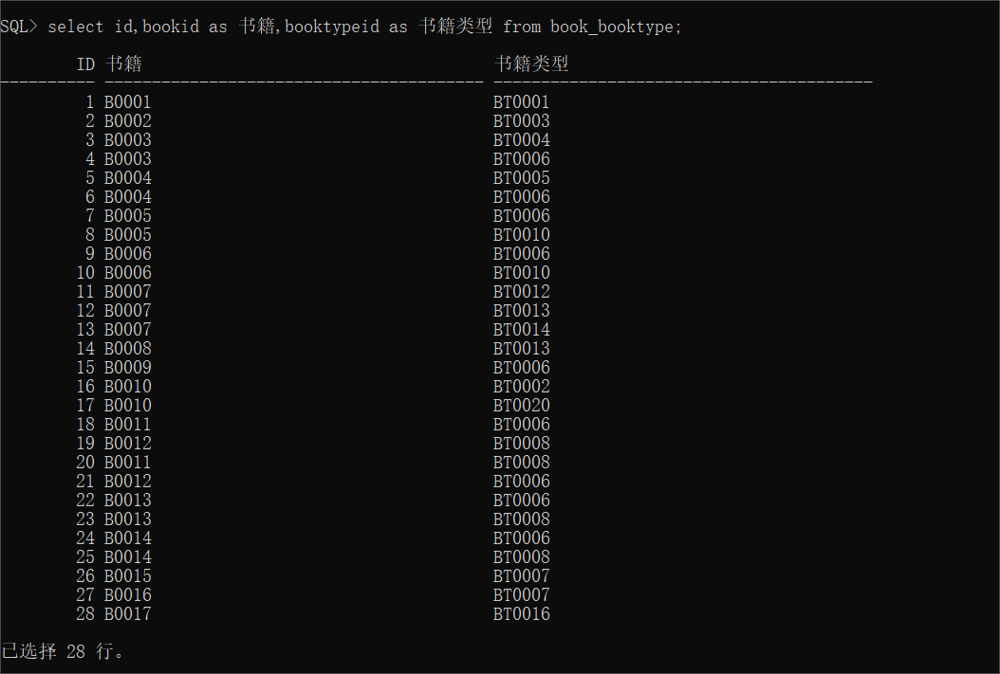 SQL> select id,bookid as 书籍,booktypeid as 书籍类型 from book_booktype;
ID 书籍 书籍类型
---------- ---------------------------------------- ----------------------------------------
1 B0001 BT0001
2 B0002 BT0003
3 B0003 BT0004
4 B0003 BT0006
5 B0004 BT0005
6 B0004 BT0006
7 B0005 BT0006
8 B0005 BT0010
9 B0006 BT0006
10 B0006 BT0010
11 B0007 BT0012
12 B0007 BT0013
13 B0007 BT0014
14 B0008 BT0013
15 B0009 BT0006
16 B0010 BT0002
17 B0010 BT0020
18 B0011 BT0006
19 B0012 BT0008
20 B0011 BT0008
21 B0012 BT0006
22 B0013 BT0006
23 B0013 BT0008
24 B0014 BT0006
25 B0014 BT0008
26 B0015 BT0007
27 B0016 BT0007
28 B0017 BT0016
已选择 28 行。